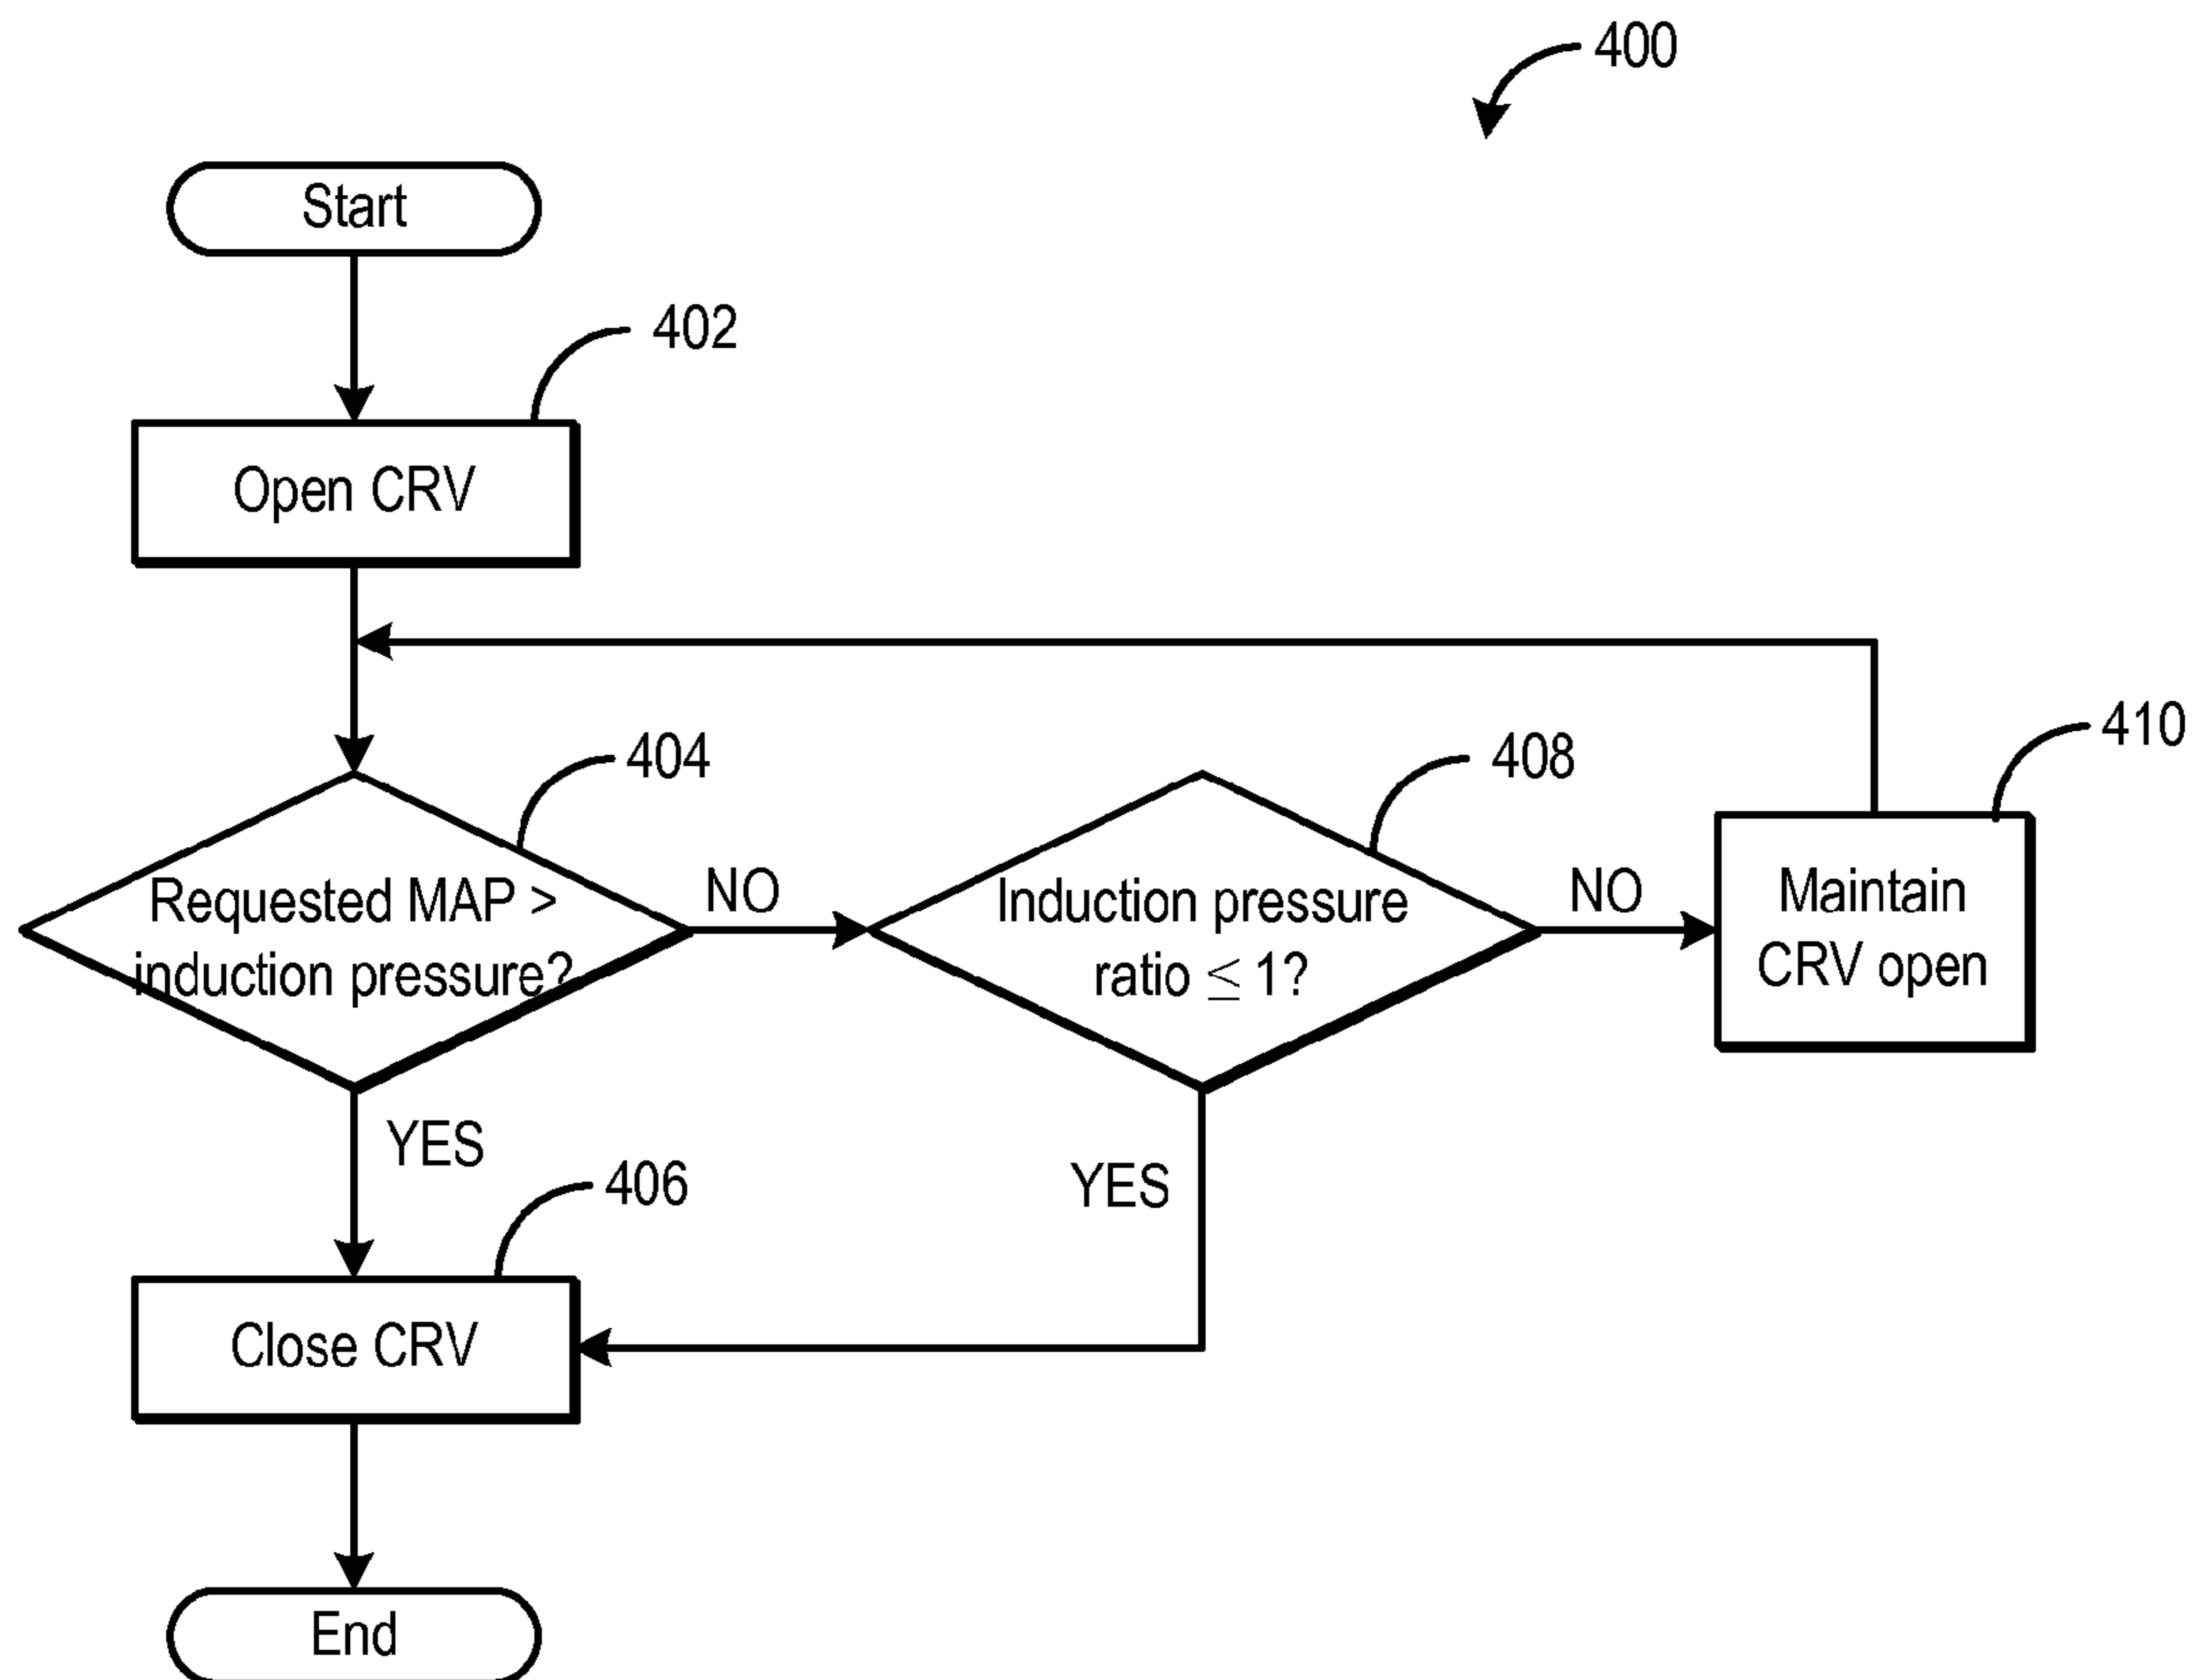 400
Start
402
Open CRV
404
408
410
Requested MAP >
induction pressure?
NO
Induction pressure
ratio ≤ 1?
NO
Maintain
CRV open
YES
YES
406
Close CRV
End